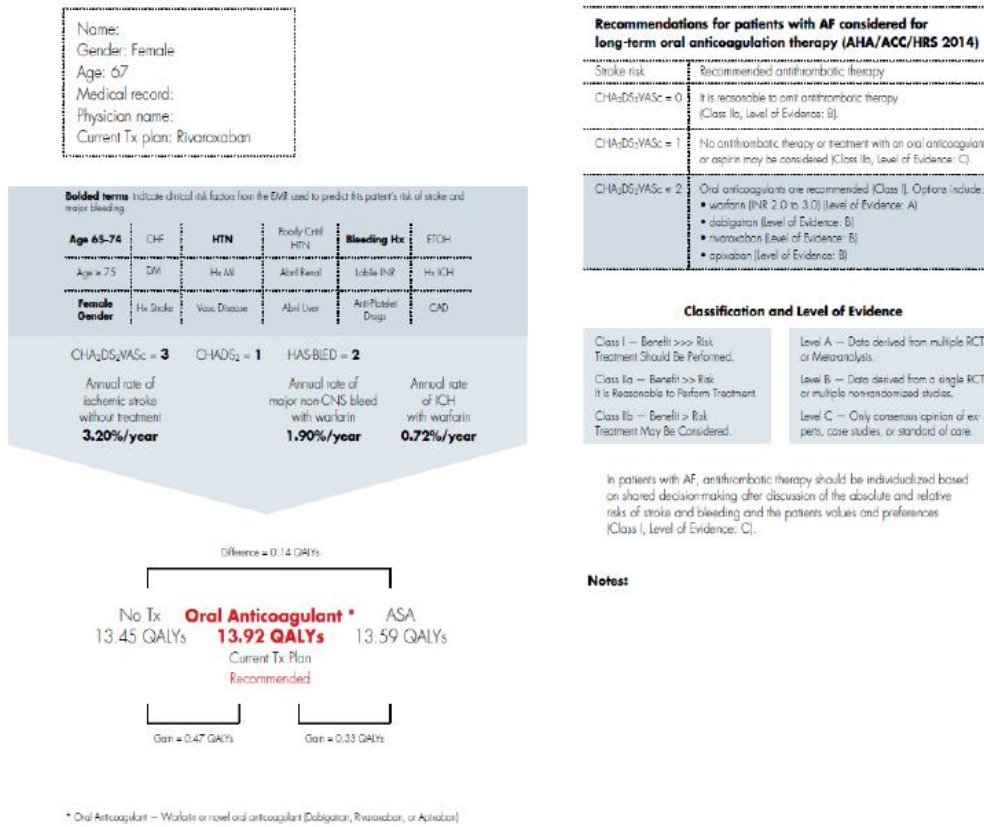 Name:
Gender: Female
Age: 67
Medical record:
Physician name:
Current Tx plan: Rivaroxaban
Bolded terms indicate clinical risk factors from the EMR used to predict this patient's risk of stroke and
major bleeding.
Age 65–74 CHF HTN Poorly Cntrl HTN Bleeding Hx ETOH
Age ≥ 75 DM Hx MI Abnl Renal Labile INR Hx ICH
Female Gender Hx Stroke Vasc Disease Abnl Liver Anti-Platelet Drugs CAD
CHA₂DS₂VASc = 3 CHADS₂ = 1 HAS-BLED = 2
Annual rate of ischemic stroke without treatment 3.20%/year
Annual rate of major non-CNS bleed with warfarin 1.90%/year
Annual rate of ICH with warfarin 0.72%/year
Difference = 0.14 QALYs
No Tx 13.45 QALYs
Oral Anticoagulant * 13.92 QALYs
Current Tx Plan
Recommended
ASA 13.59 QALYs
Gain = 0.47 QALYs
Gain = 0.33 QALYs
* Oral Anticoagulant — Warfarin or novel oral anticoagulant (Dabigatran, Rivaroxaban, or Apixaban)
Recommendations for patients with AF considered for
long-term oral anticoagulation therapy (AHA/ACC/HRS 2014)
Stroke risk Recommended antithrombotic therapy
CHA₂DS₂VASc = 0 It is reasonable to omit antithromboric therapy
(Class IIa, Level of Evidence: B).
CHA₂DS₂VASc = 1 No antithrombotic therapy or treatment with an oral anticoagulant
or aspirin may be considered (Class IIb, Level of Evidence: C).
CHA₂DS₂VASc = 2 Oral anticoagulants are recommended (Class I). Options include:
• warfarin (INR 2.0 to 3.0) (Level of Evidence: A)
• dabigatran (Level of Evidence: B)
• rivaroxaban (Level of Evidence: B)
• apixaban (Level of Evidence: B)
Classification and Level of Evidence
Class I — Benefit >>> Risk
Treatment Should Be Performed.
Class IIa — Benefit >> Risk
It Is Reasonable to Perform Treatment.
Class IIb — Benefit > Risk
Treatment May Be Considered.
Level A — Data derived from multiple RCT
or Meta-analysis.
Level B — Data derived from a single RCT
or multiple non-randomized studies.
Level C — Only consensus opinion of ex-
perts, case studies, or standard of care.
In patients with AF, antithrombotic therapy should be individualized based
on shared decision-making after discussion of the absolute and relative
risks of stroke and bleeding and the patients values and preferences
(Class I, Level of Evidence: C).
Notes: